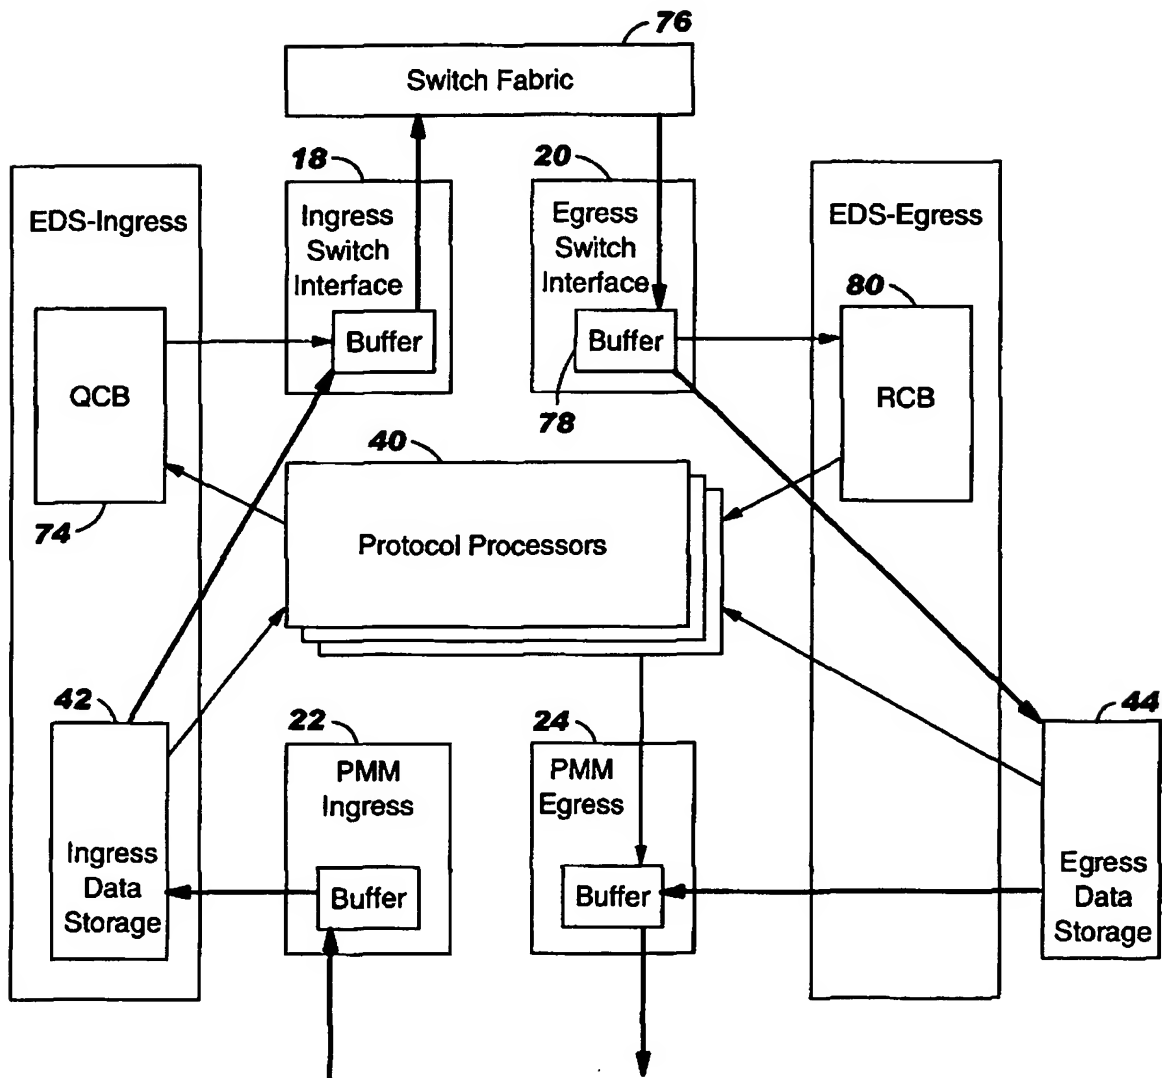 76
Switch Fabric
18
20
EDS-Ingress
Ingress
Switch
Interface
Egress
Switch
Interface
EDS-Egress
80
Buffer
Buffer
QCB
78
RCB
40
74
Protocol Processors
42
22
24
44
PMM
Ingress
PMM
Egress
Ingress
Data
Storage
Buffer
Buffer
Egress
Data
Storage